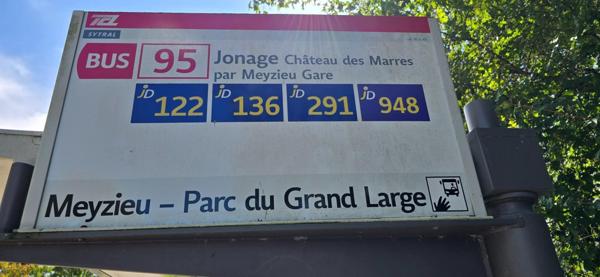 TCL
SYTRAL
BUS 95 Jonage Château des Marres
par Meyzieu Gare
JD 122 JD 136 JD 291 JD 948
Meyzieu – Parc du Grand Large